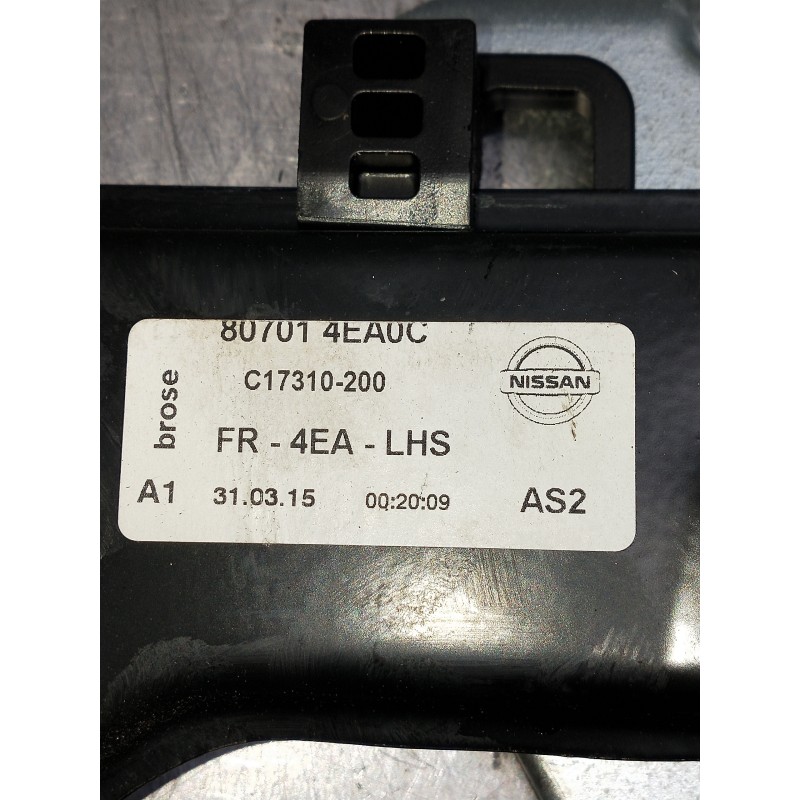 80701 4EA0C
C17310-200
NISSAN
brose
FR - 4EA - LHS
A1 31.03.15 00:20:09 AS2